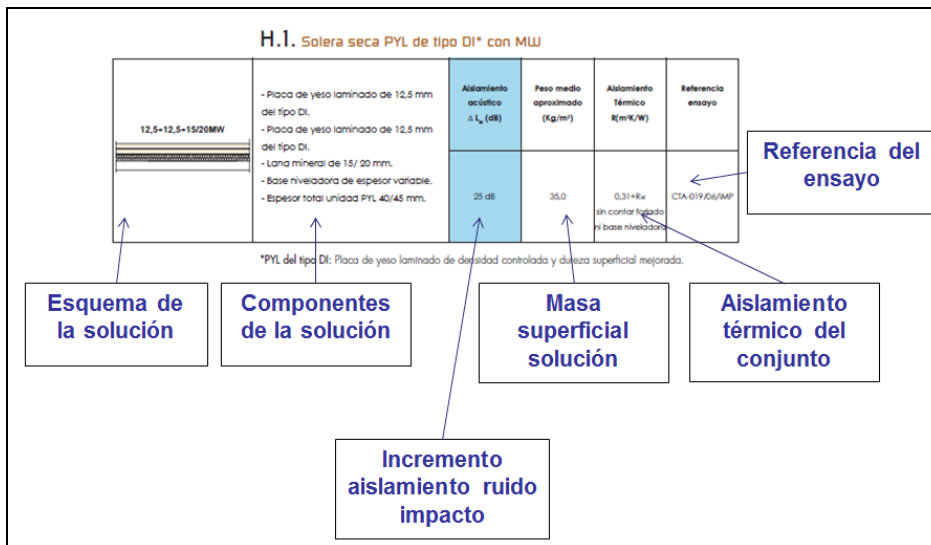 H.1. Solera seca PYL de tipo DI* con MW
12,5+12,5+15/20MW
- Placa de yeso laminado de 12,5 mm
del tipo DI.
- Placa de yeso laminado de 12,5 mm
del tipo DI.
- Lana mineral de 15/ 20 mm.
- Base niveladora de espesor variable.
- Espesor total unidad PYL 40/45 mm.
Aislamiento
acústico
Δ Lw (dB)
25 dB
Peso medio
aproximado
(Kg/m²)
35,0
Aislamiento
Térmico
R(m²K/W)
0,31+RM
sin contar forjado
ni base niveladora
Referencia
ensayo
CTA-019/06/IMP
*PYL del tipo DI: Placa de yeso laminado de densidad controlada y dureza superficial mejorada.
Referencia del
ensayo
Esquema de
la solución
Componentes
de la solución
Masa
superficial
solución
Aislamiento
térmico del
conjunto
Incremento
aislamiento ruido
impacto